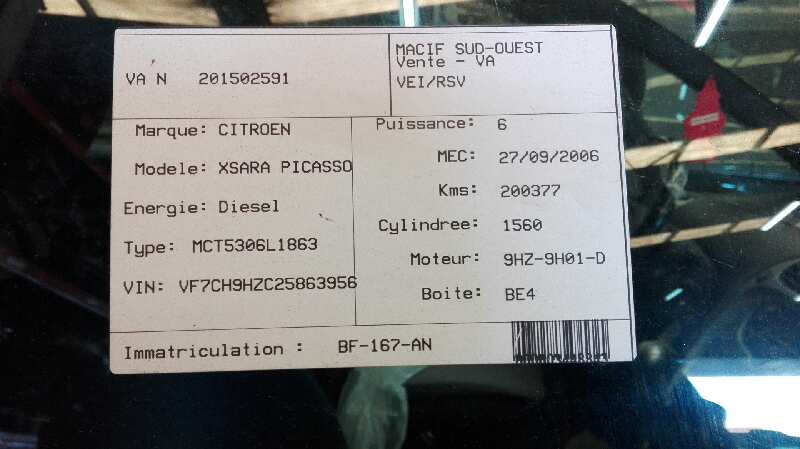 VA N 201502591
MACIF SUD-OUEST
Vente - VA
VEI/RSV
Marque: CITROEN
Modele: XSARA PICASSO
Energie: Diesel
Type: MCT5306L1863
VIN: VF7CH9HZC25863956
Puissance: 6
MEC: 27/09/2006
Kms: 200377
Cylindree: 1560
Moteur: 9HZ-9H01-D
Boite: BE4
Immatriculation : BF-167-AN